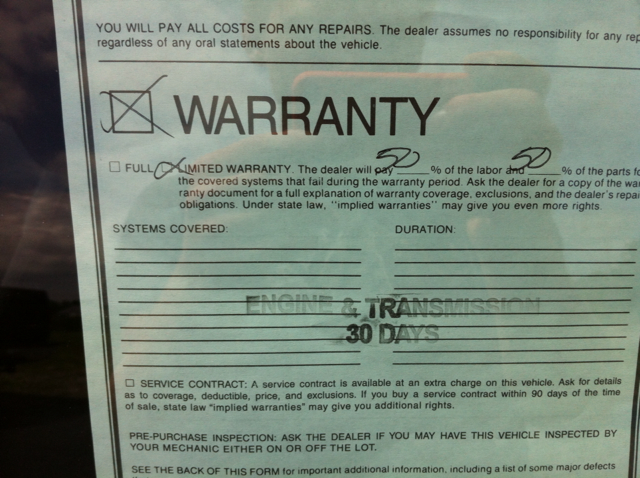 YOU WILL PAY ALL COSTS FOR ANY REPAIRS. The dealer assumes no responsibility for any rep
regardless of any oral statements about the vehicle.
WARRANTY
FULL LIMITED WARRANTY. The dealer will pay 50 % of the labor and 50 % of the parts fo
the covered systems that fail during the warranty period. Ask the dealer for a copy of the war
ranty document for a full explanation of warranty coverage, exclusions, and the dealer's repai
obligations. Under state law, "implied warranties" may give you even more rights.
SYSTEMS COVERED: DURATION:
ENGINE & TRANSMISSION
30 DAYS
SERVICE CONTRACT: A service contract is available at an extra charge on this vehicle. Ask for details
as to coverage, deductible, price, and exclusions. If you buy a service contract within 90 days of the time
of sale, state law "implied warranties" may give you additional rights.
PRE-PURCHASE INSPECTION: ASK THE DEALER IF YOU MAY HAVE THIS VEHICLE INSPECTED BY
YOUR MECHANIC EITHER ON OR OFF THE LOT.
SEE THE BACK OF THIS FORM for important additional information, including a list of some major defects